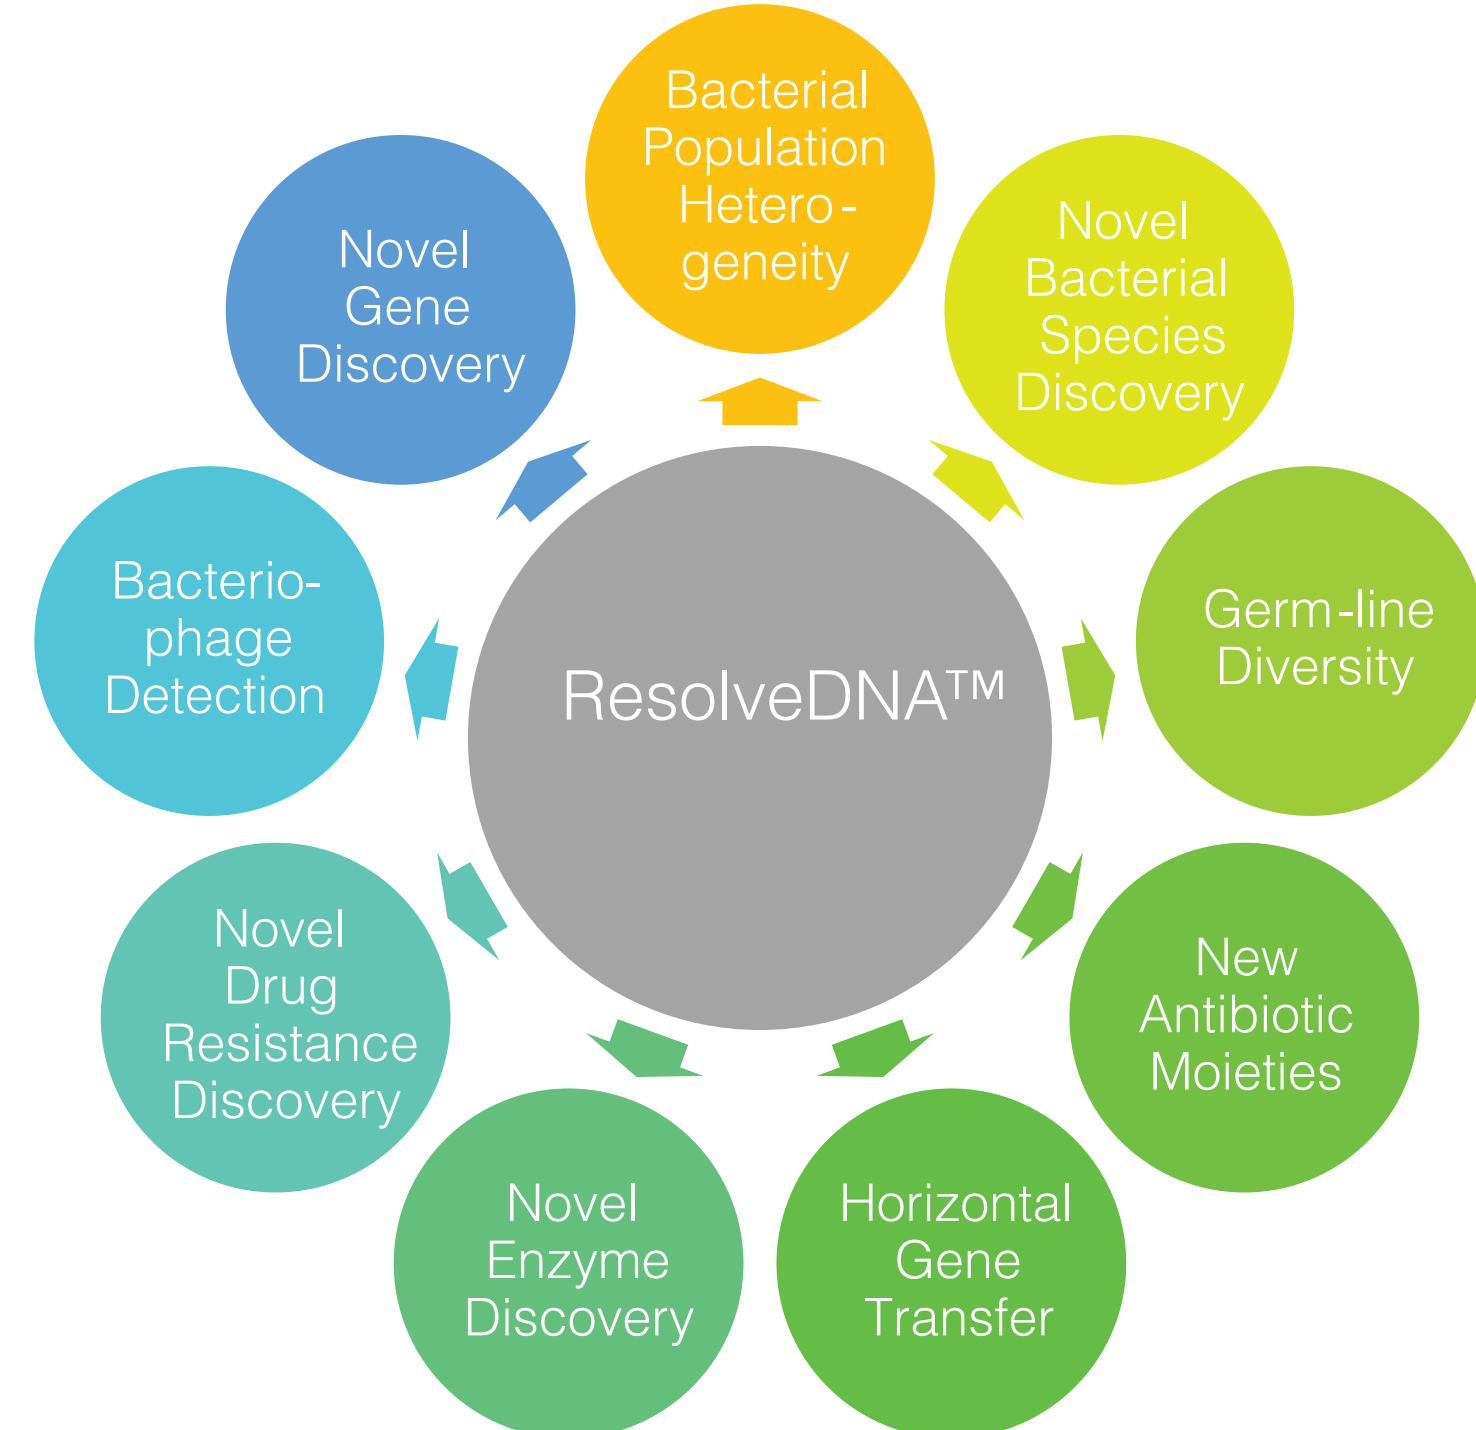 Bacterial
Population
Hetero-
geneity
Novel
Bacterial
Species
Discovery
Germ-line
Diversity
New
Antibiotic
Moieties
Horizontal
Gene
Transfer
Novel
Enzyme
Discovery
Novel
Drug
Resistance
Discovery
Bacterio-
phage
Detection
Novel
Gene
Discovery
ResolveDNA™